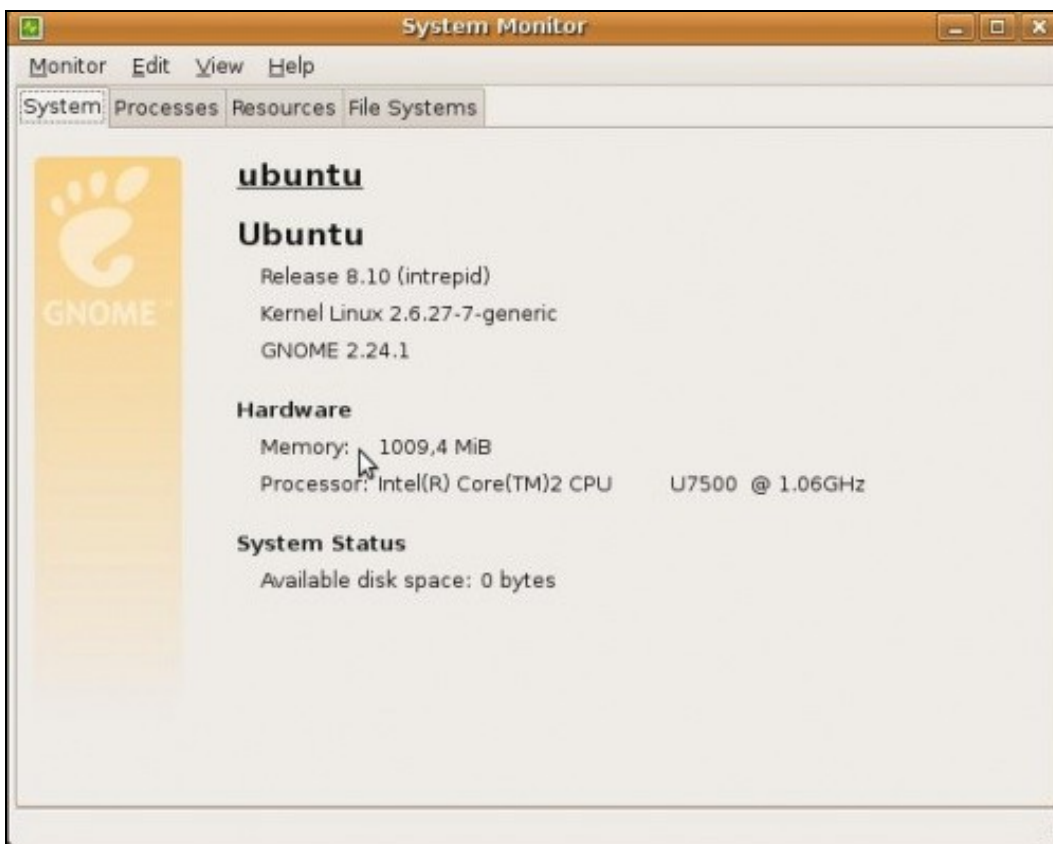 System Monitor
Monitor Edit View Help
System Processes Resources File Systems
ubuntu
Ubuntu
Release 8.10 (intrepid)
Kernel Linux 2.6.27-7-generic
GNOME 2.24.1
GNOME™
Hardware
Memory: 1009,4 MiB
Processor: Intel(R) Core(TM)2 CPU U7500 @ 1.06GHz
System Status
Available disk space: 0 bytes